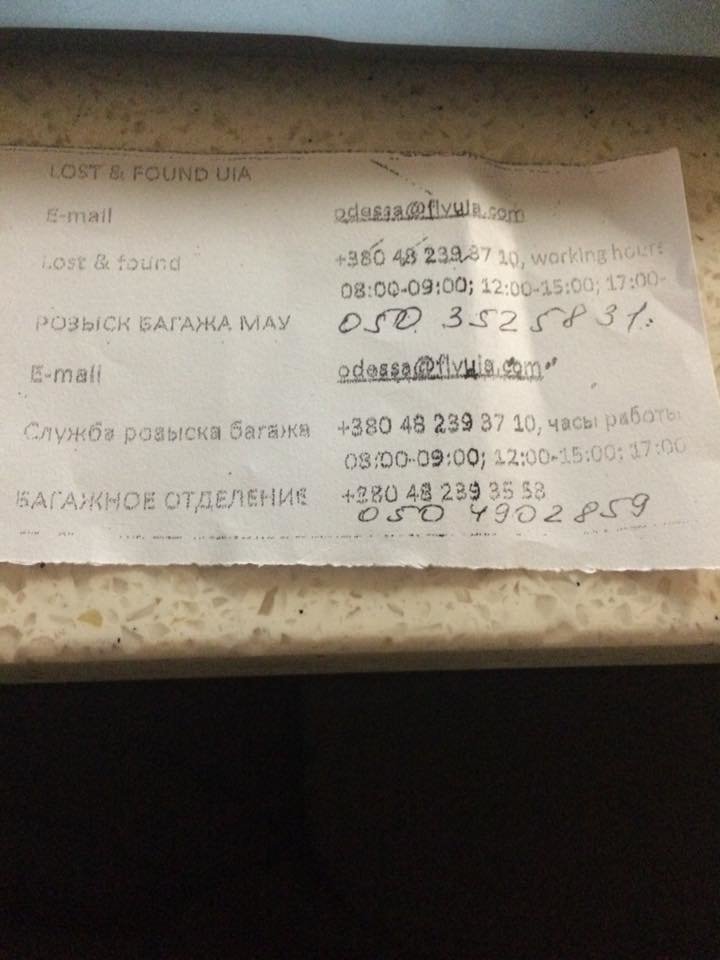 LOST & FOUND UIA
E-mail odessa@flyuia.com
Lost & found +380 48 239 37 10, working hours
08:00-09:00; 12:00-15:00; 17:00-
РОЗЫСК БАГАЖА МАУ 050 3525831.
E-mail odessa@flyuia.com
Служба розыска багажа +380 48 239 37 10, часы работы
08:00-09:00; 12:00-15:00; 17:00
БАГАЖНОЕ ОТДЕЛЕНИЕ +380 48 239 35 38
050 4902859